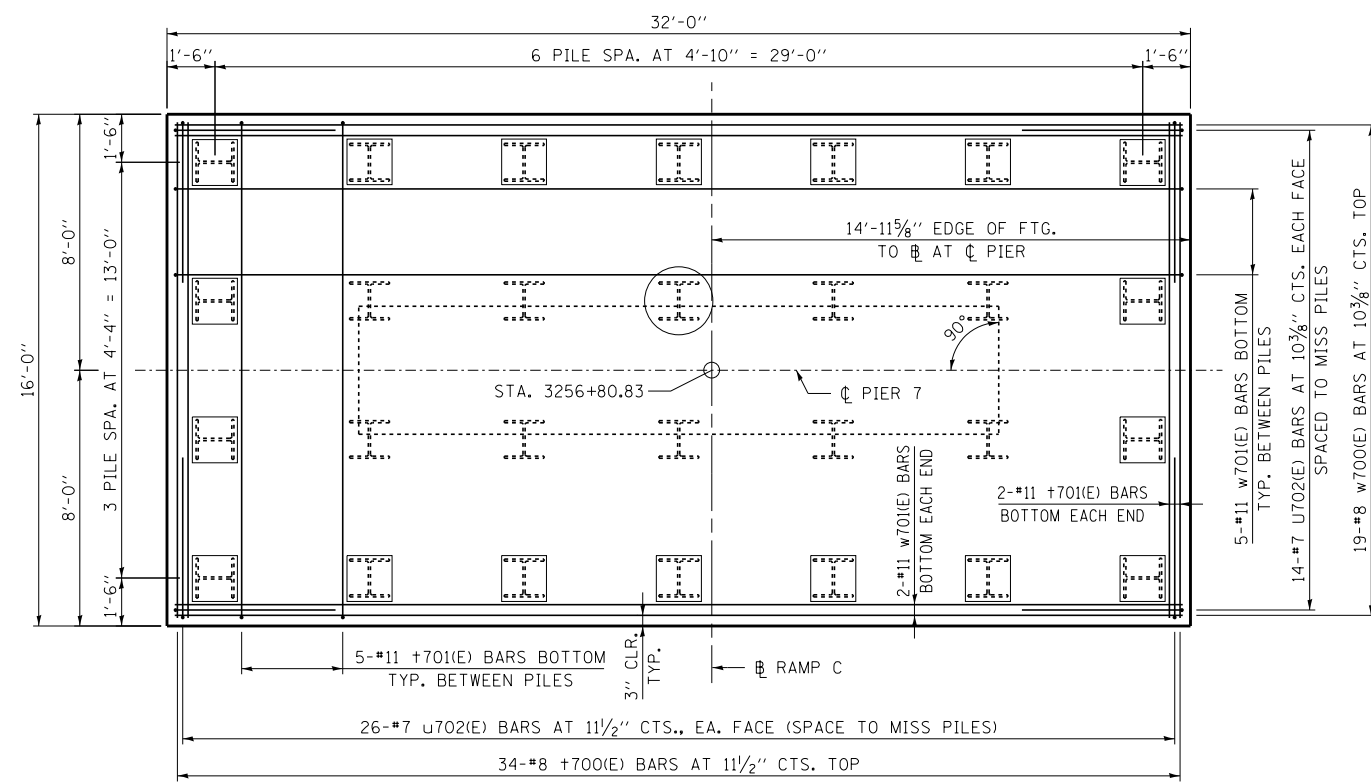 32'-0"
1'-6"
6 PILE SPA. AT 4'-10" = 29'-0"
1'-6"
16'-0"
8'-0"
8'-0"
1'-6"
3 PILE SPA. AT 4'-4" = 13'-0"
1'-6"
14'-11⅝" EDGE OF FTG.
TO ℄ AT ℄ PIER
90°
STA. 3256+80.83
℄ PIER 7
2-#11 w701(E) BARS
BOTTOM EACH END
2-#11 t701(E) BARS
BOTTOM EACH END
5-#11 w701(E) BARS BOTTOM
TYP. BETWEEN PILES
14-#7 u702(E) BARS AT 10⅜" CTS. EACH FACE
SPACED TO MISS PILES
19-#8 w700(E) BARS AT 10⅜" CTS. TOP
5-#11 t701(E) BARS BOTTOM
TYP. BETWEEN PILES
3" CLR.
TYP.
℄ RAMP C
26-#7 u702(E) BARS AT 11½" CTS., EA. FACE (SPACE TO MISS PILES)
34-#8 t700(E) BARS AT 11½" CTS. TOP